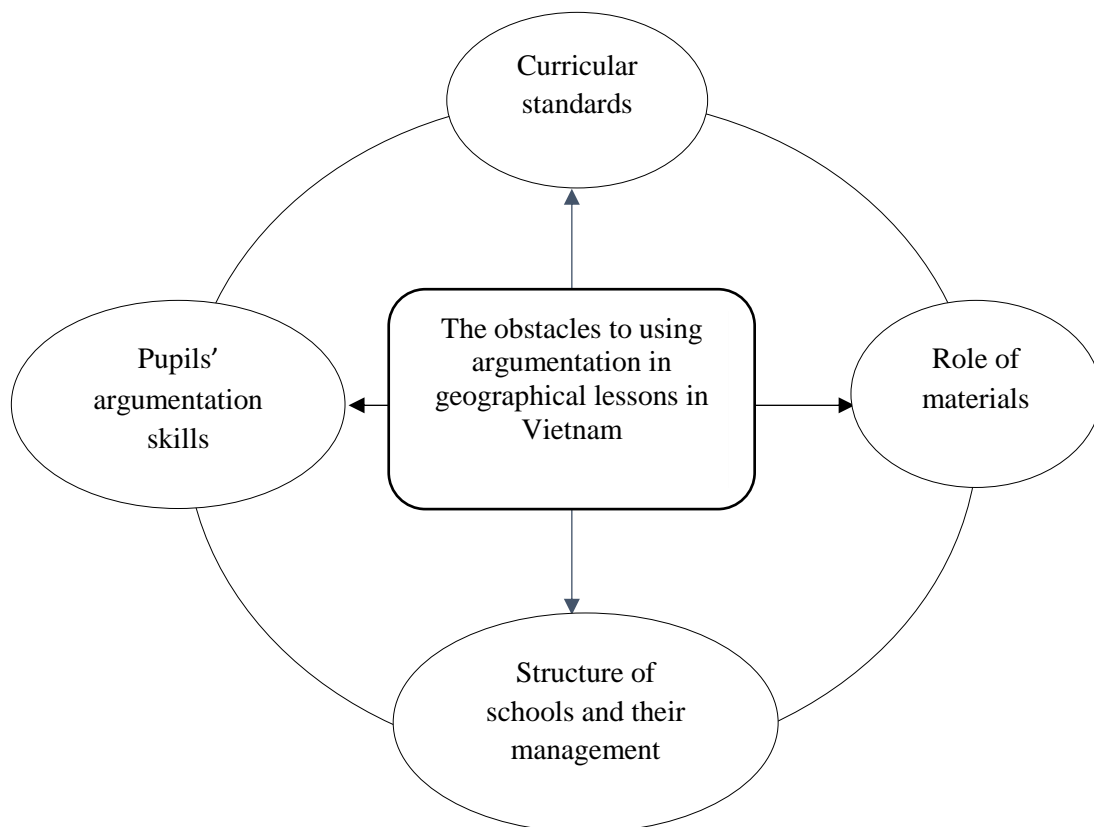 Curricular
standards
Pupils’
argumentation
skills
The obstacles to using
argumentation in
geographical lessons in
Vietnam
Role of
materials
Structure of
schools and their
management